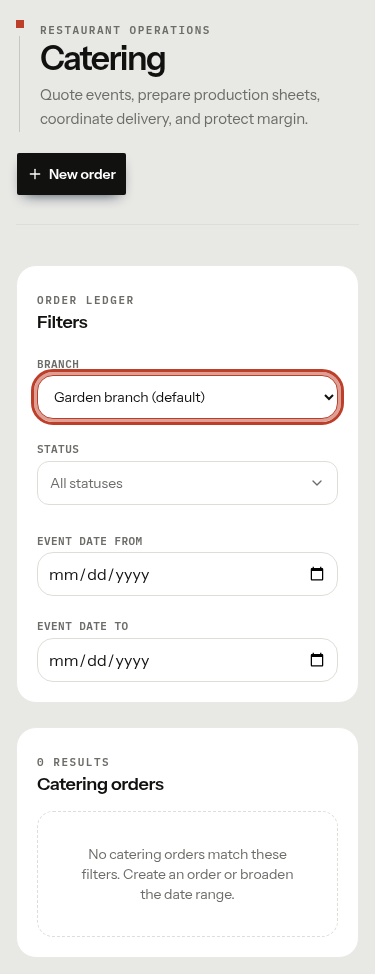 RESTAURANT OPERATIONS
Catering
Quote events, prepare production sheets,
coordinate delivery, and protect margin.
+ New order
ORDER LEDGER
Filters
BRANCH
Garden branch (default)
STATUS
All statuses
EVENT DATE FROM
mm/dd/yyyy
EVENT DATE TO
mm/dd/yyyy
0 RESULTS
Catering orders
No catering orders match these
filters. Create an order or broaden
the date range.